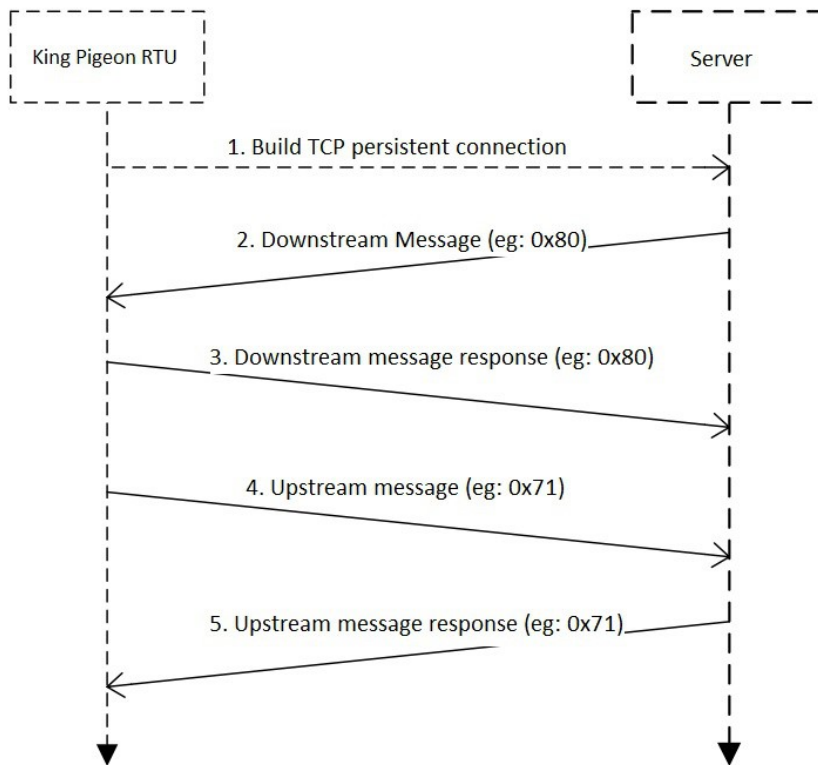 King Pigeon RTU
Server
1. Build TCP persistent connection
2. Downstream Message (eg: 0x80)
3. Downstream message response (eg: 0x80)
4. Upstream message (eg: 0x71)
5. Upstream message response (eg: 0x71)